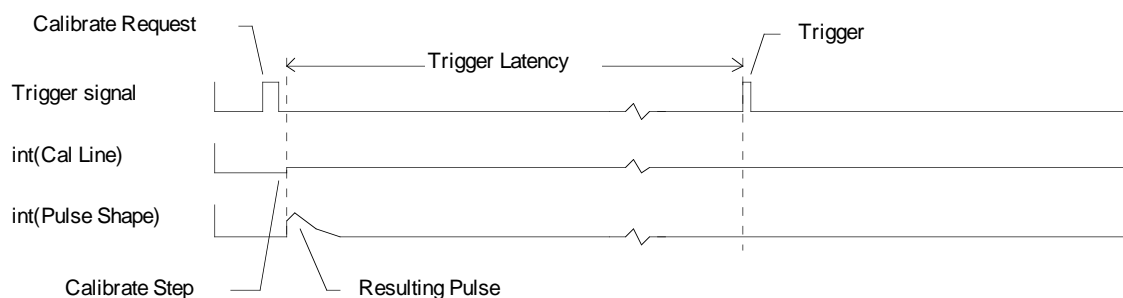 Calibrate Request
Trigger
Trigger Latency
Trigger signal
int(Cal Line)
int(Pulse Shape)
Calibrate Step
Resulting Pulse